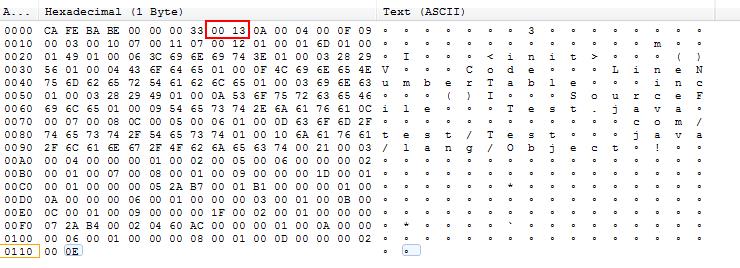 A... Hexadecimal (1 Byte) Text (ASCII)
0000 CA FE BA BE 00 00 00 33 00 13 0A 00 04 00 0F 09 ∘ ∘ ∘ ∘ ∘ ∘ ∘ 3 ∘ ∘ ∘ ∘ ∘ ∘ ∘ ∘
0010 00 03 00 10 07 00 11 07 00 12 01 00 01 6D 01 00 ∘ ∘ ∘ ∘ ∘ ∘ ∘ ∘ ∘ ∘ ∘ ∘ ∘ m ∘ ∘
0020 01 49 01 00 06 3C 69 6E 69 74 3E 01 00 03 28 29 ∘ I ∘ ∘ ∘ < i n i t > ∘ ∘ ∘ ( )
0030 56 01 00 04 43 6F 64 65 01 00 0F 4C 69 6E 65 4E V ∘ ∘ ∘ C o d e ∘ ∘ ∘ L i n e N
0040 75 6D 62 65 72 54 61 62 6C 65 01 00 03 69 6E 63 u m b e r T a b l e ∘ ∘ ∘ i n c
0050 01 00 03 28 29 49 01 00 0A 53 6F 75 72 63 65 46 ∘ ∘ ∘ ( ) I ∘ ∘ ∘ S o u r c e F
0060 69 6C 65 01 00 09 54 65 73 74 2E 6A 61 76 61 0C i l e ∘ ∘ ∘ T e s t . j a v a ∘
0070 00 07 00 08 0C 00 05 00 06 01 00 0D 63 6F 6D 2F ∘ ∘ ∘ ∘ ∘ ∘ ∘ ∘ ∘ ∘ ∘ ∘ c o m /
0080 74 65 73 74 2F 54 65 73 74 01 00 10 6A 61 76 61 t e s t / T e s t ∘ ∘ ∘ j a v a
0090 2F 6C 61 6E 67 2F 4F 62 6A 65 63 74 00 21 00 03 / l a n g / O b j e c t ∘ ! ∘ ∘
00A0 00 04 00 00 00 01 00 02 00 05 00 06 00 00 00 02 ∘ ∘ ∘ ∘ ∘ ∘ ∘ ∘ ∘ ∘ ∘ ∘ ∘ ∘ ∘ ∘
00B0 00 01 00 07 00 08 00 01 00 09 00 00 00 1D 00 01 ∘ ∘ ∘ ∘ ∘ ∘ ∘ ∘ ∘ ∘ ∘ ∘ ∘ ∘ ∘ ∘
00C0 00 01 00 00 00 05 2A B7 00 01 B1 00 00 00 01 00 ∘ ∘ ∘ ∘ ∘ ∘ * ∘ ∘ ∘ ∘ ∘ ∘ ∘ ∘ ∘
00D0 0A 00 00 00 06 00 01 00 00 00 03 00 01 00 0B 00 ∘ ∘ ∘ ∘ ∘ ∘ ∘ ∘ ∘ ∘ ∘ ∘ ∘ ∘ ∘ ∘
00E0 0C 00 01 00 09 00 00 00 1F 00 02 00 01 00 00 00 ∘ ∘ ∘ ∘ ∘ ∘ ∘ ∘ ∘ ∘ ∘ ∘ ∘ ∘ ∘ ∘
00F0 07 2A B4 00 02 04 60 AC 00 00 00 01 00 0A 00 00 ∘ * ∘ ∘ ∘ ∘ ` ∘ ∘ ∘ ∘ ∘ ∘ ∘ ∘ ∘
0100 00 06 00 01 00 00 00 08 00 01 00 0D 00 00 00 02 ∘ ∘ ∘ ∘ ∘ ∘ ∘ ∘ ∘ ∘ ∘ ∘ ∘ ∘ ∘ ∘
0110 00 0E ∘ ∘